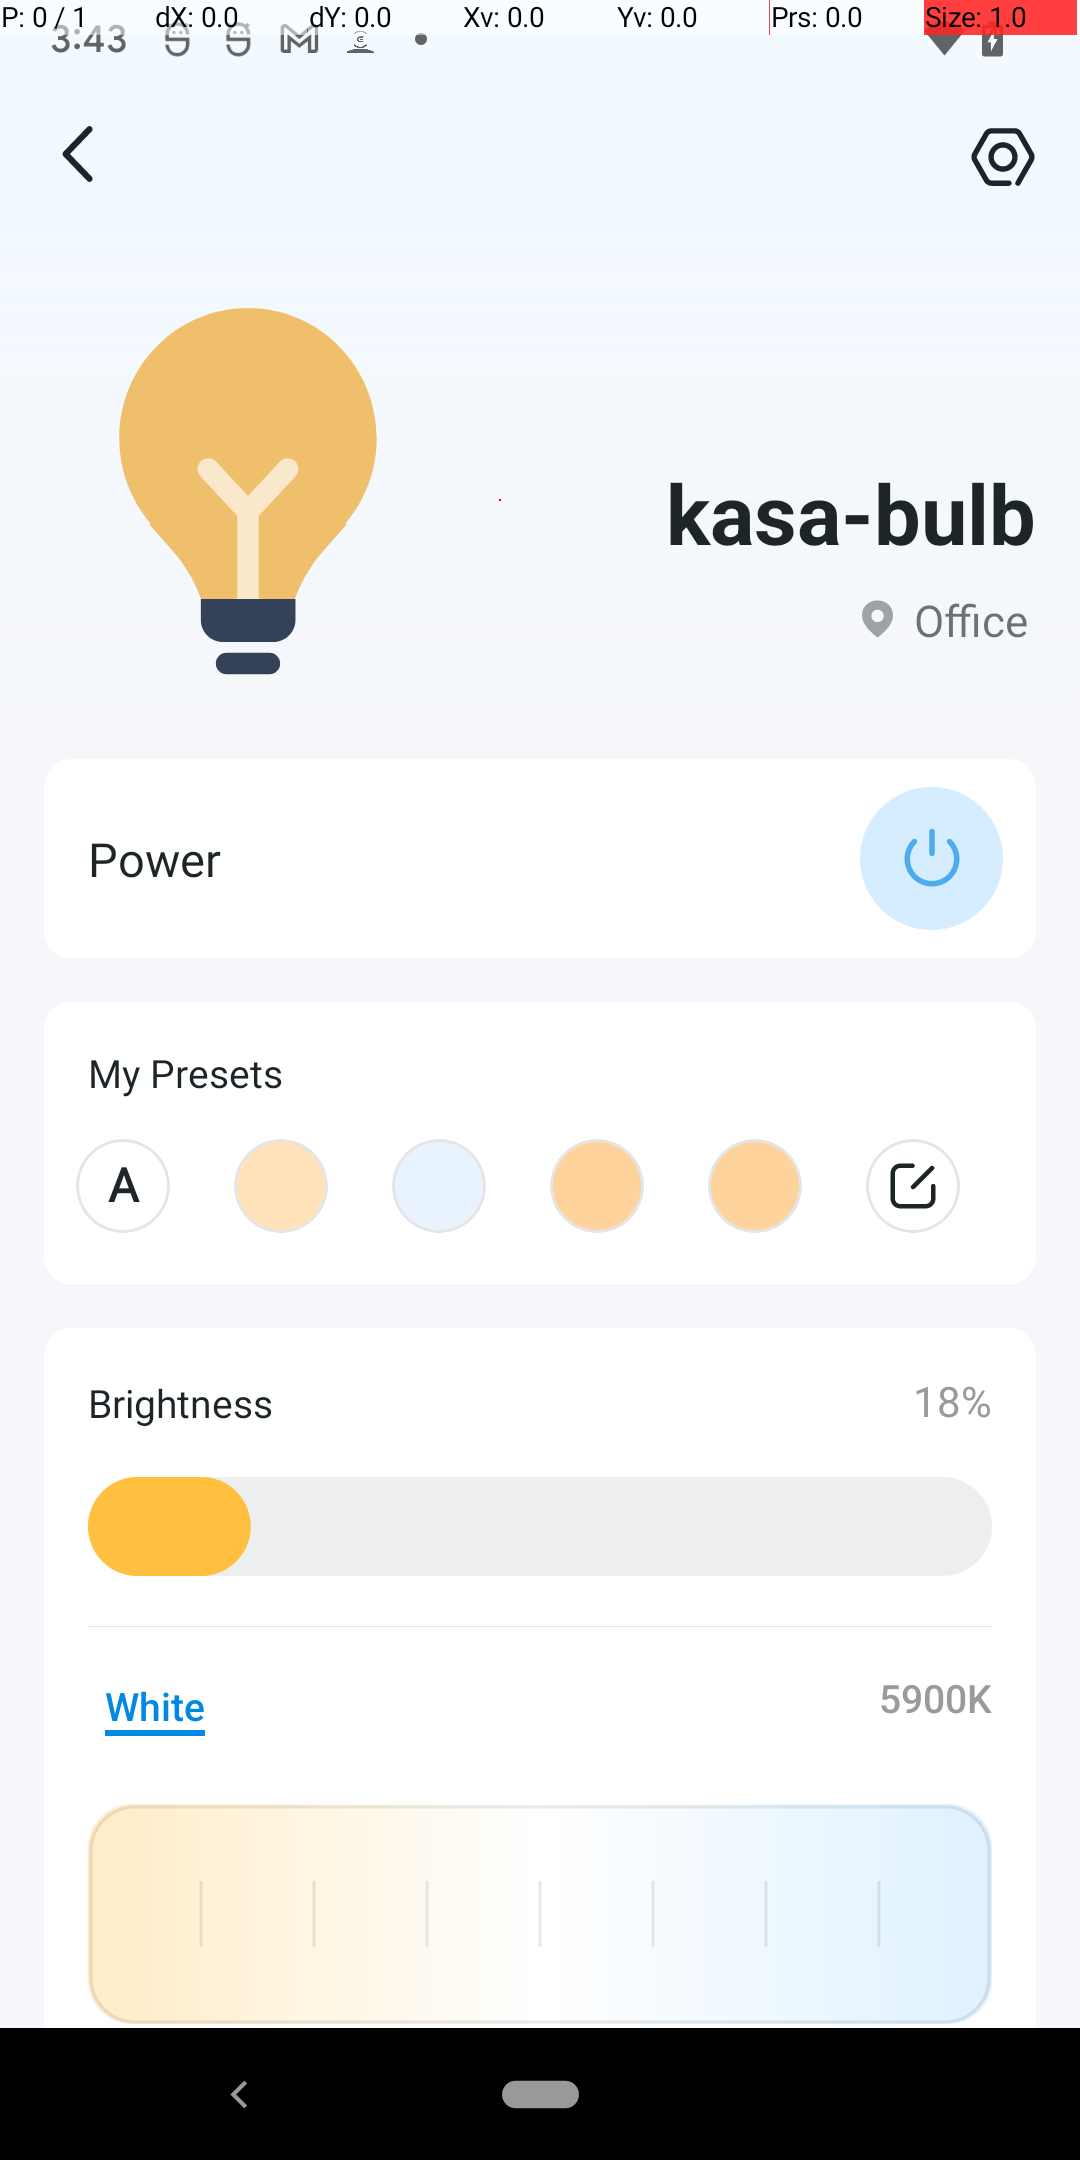 P: 0 / 1 dX: 0.0 dY: 0.0 Xv: 0.0 Yv: 0.0 Prs: 0.0 Size: 1.0
3:43
kasa-bulb
Office
Power
My Presets
A
Brightness 18%
White 5900K